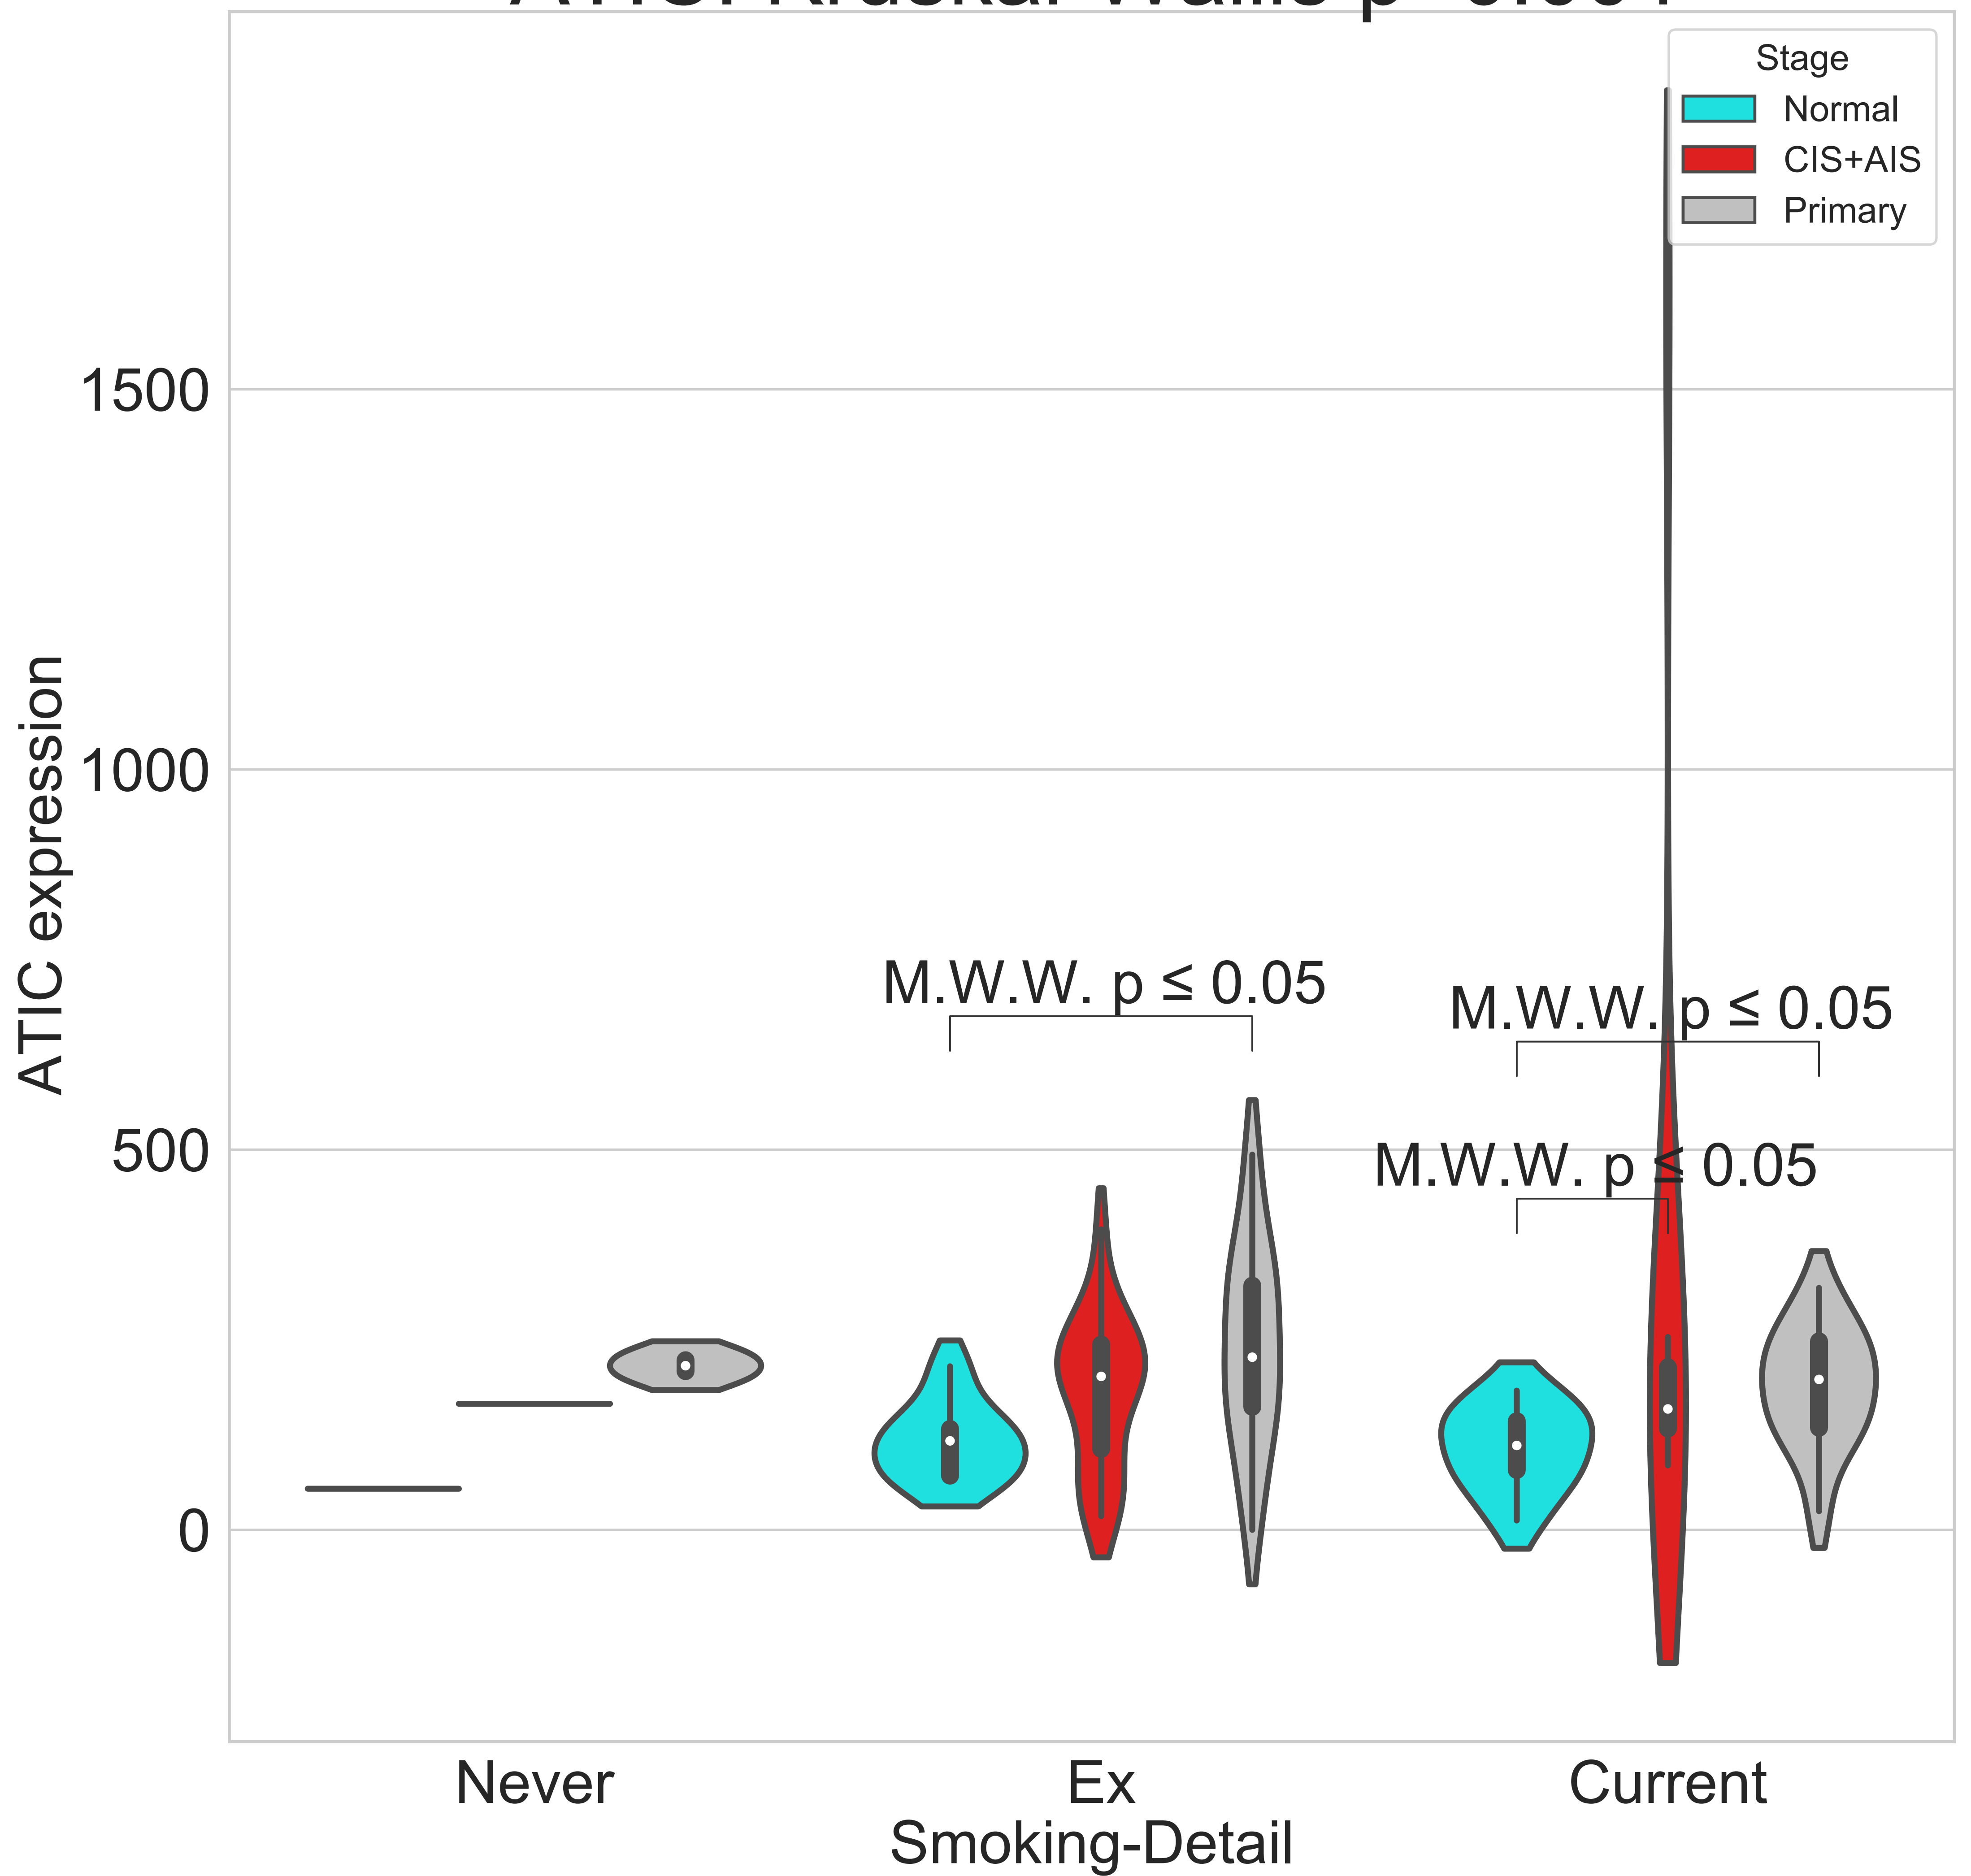 Stage
Normal
CIS+AIS
Primary
1500
1000
500
0
ATIC expression
M.W.W. p ≤ 0.05
M.W.W. p ≤ 0.05
M.W.W. p ≤ 0.05
Never
Ex
Current
Smoking-Detail